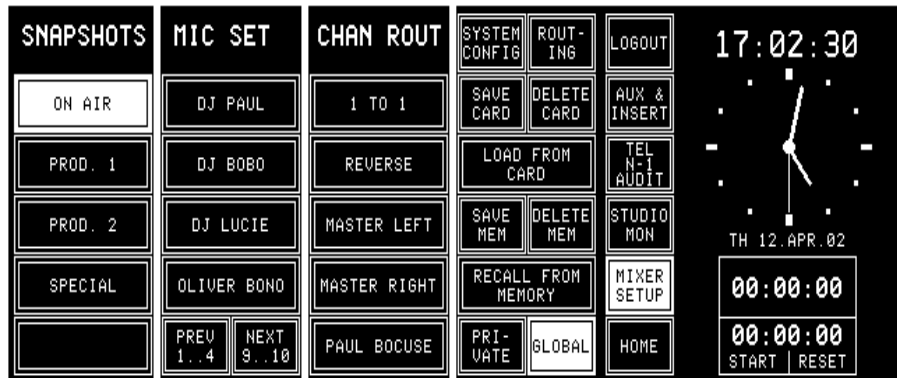 SNAPSHOTS
ON AIR
PROD. 1
PROD. 2
SPECIAL
MIC SET
DJ PAUL
DJ BOBO
DJ LUCIE
OLIVER BONO
PREV
1..4
NEXT
9..10
CHAN ROUT
1 TO 1
REVERSE
MASTER LEFT
MASTER RIGHT
PAUL BOCUSE
SYSTEM
CONFIG
ROUT-
ING
SAVE
CARD
DELETE
CARD
LOAD FROM
CARD
SAVE
MEM
DELETE
MEM
RECALL FROM
MEMORY
PRI-
VATE
GLOBAL
LOGOUT
AUX &
INSERT
TEL
N-1
AUDIT
STUDIO
MON
MIXER
SETUP
HOME
17:02:30
TH 12.APR.02
00:00:00
00:00:00
START | RESET